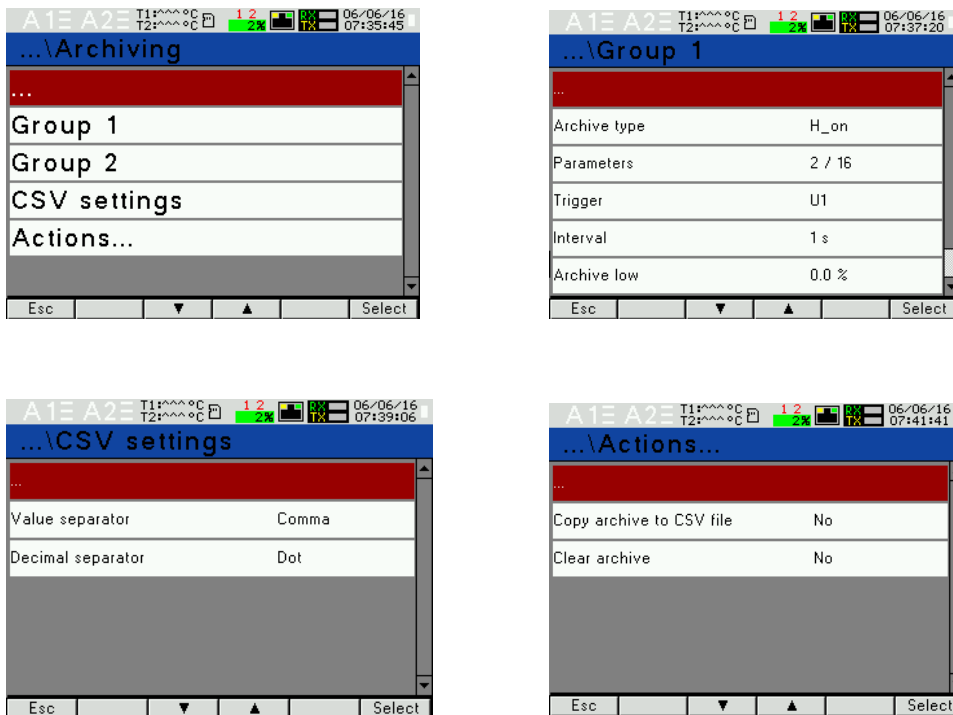 A1 A2 T1:^^^ °C 1 2 RX 06/06/16
T2:^^^ °C 2% TX 07:35:45
...\Archiving
...
Group 1
Group 2
CSV settings
Actions...
Esc ▼ ▲ Select
A1 A2 T1:^^^ °C 1 2 RX 06/06/16
T2:^^^ °C 2% TX 07:37:20
...\Group 1
...
Archive type H_on
Parameters 2 / 16
Trigger U1
Interval 1 s
Archive low 0.0 %
Esc ▼ ▲ Select
A1 A2 T1:^^^ °C 1 2 RX 06/06/16
T2:^^^ °C 2% TX 07:39:06
...\CSV settings
...
Value separator Comma
Decimal separator Dot
Esc ▼ ▲ Select
A1 A2 T1:^^^ °C 1 2 RX 06/06/16
T2:^^^ °C 2% TX 07:41:41
...\Actions...
...
Copy archive to CSV file No
Clear archive No
Esc ▼ ▲ Select